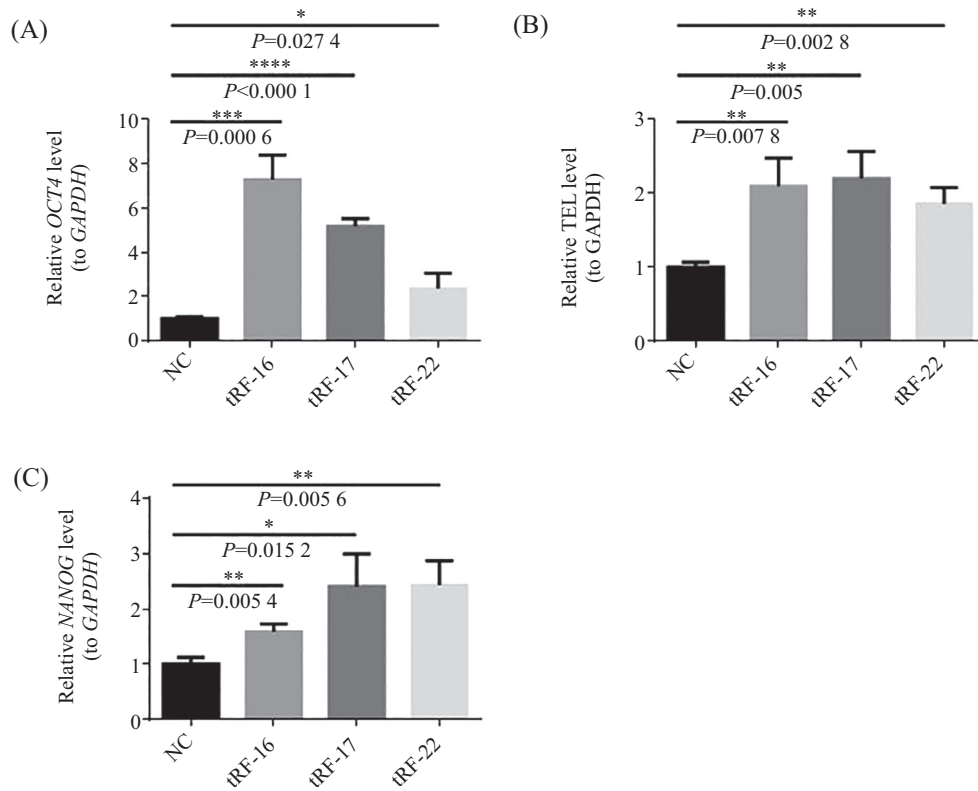 (A)
*
P=0.027 4
****
P<0.000 1
***
P=0.000 6
Relative OCT4 level
(to GAPDH)
10
8
6
4
2
0
NC
tRF-16
tRF-17
tRF-22
(B)
**
P=0.002 8
**
P=0.005
**
P=0.007 8
Relative TEL level
(to GAPDH)
3
2
1
0
NC
tRF-16
tRF-17
tRF-22
(C)
**
P=0.005 6
*
P=0.015 2
**
P=0.005 4
Relative NANOG level
(to GAPDH)
4
3
2
1
0
NC
tRF-16
tRF-17
tRF-22